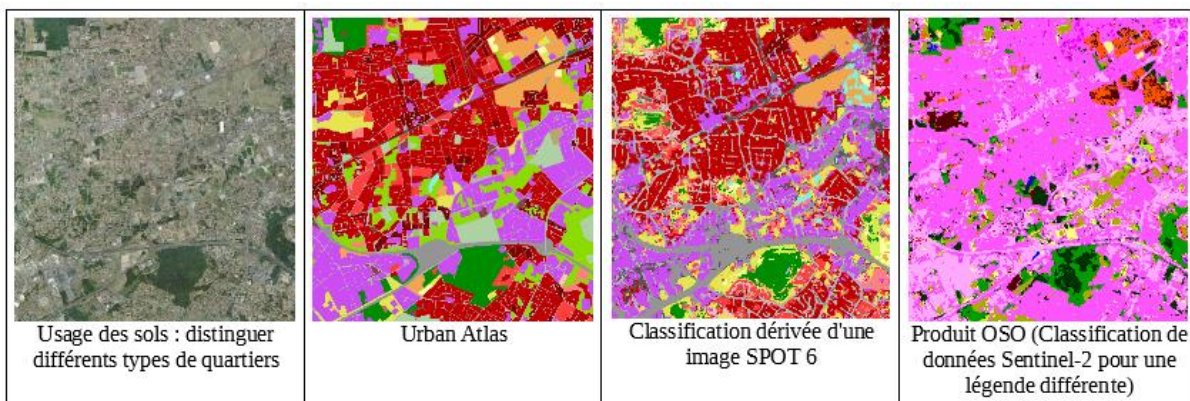 Usage des sols : distinguer
différents types de quartiers
Urban Atlas
Classification dérivée d'une
image SPOT 6
Produit OSO (Classification de
données Sentinel-2 pour une
légende différente)